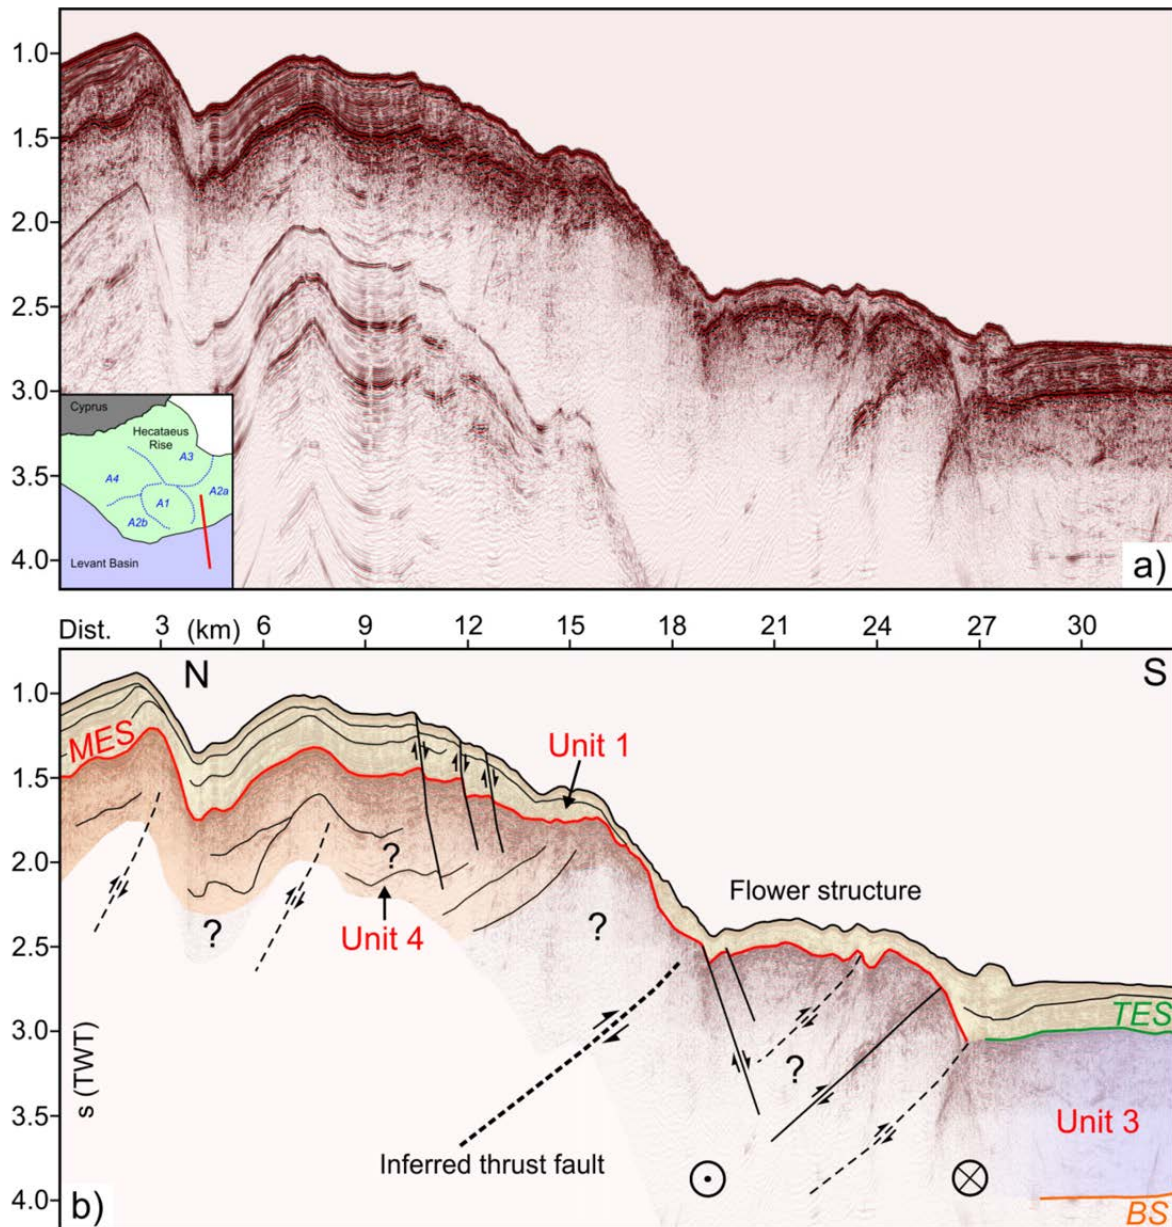 1.0
1.5
2.0
2.5
3.0
3.5
4.0
Cyprus
Hecataeus
Rise
A3
A4
A1
A2a
A2b
Levant Basin
a)
Dist. 3 (km) 6 9 12 15 18 21 24 27 30
N S
1.0
1.5
2.0
2.5
3.0
3.5
4.0
MES
Unit 1
?
?
Unit 4
?
Flower structure
TES
?
s (TWT)
Unit 3
Inferred thrust fault
b)
BS